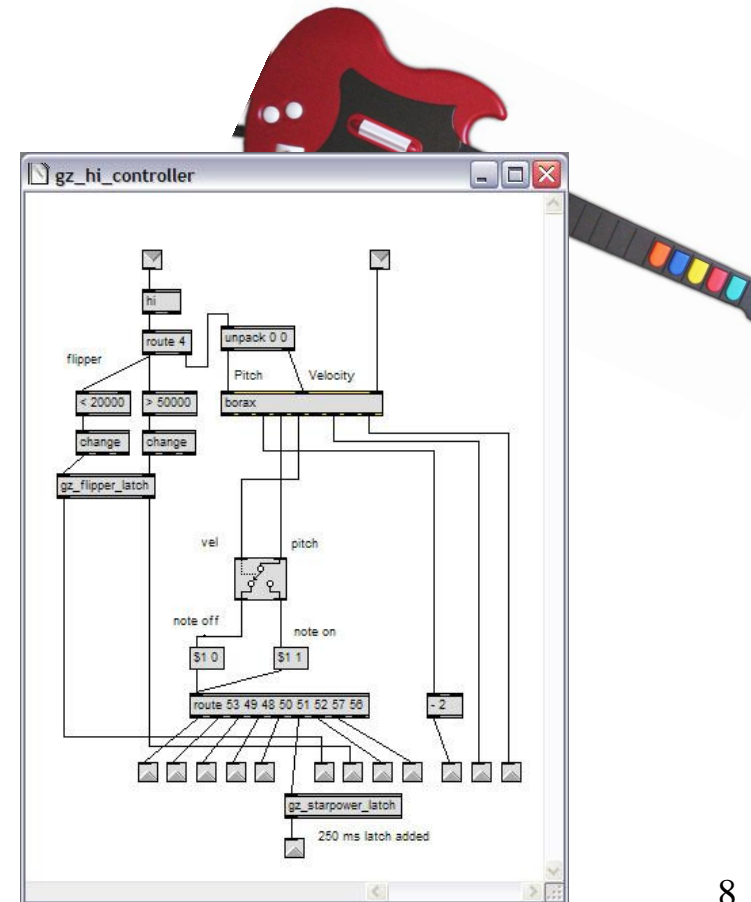 gz_hi_controller
hi
route 4
unpack 0 0
flipper
Pitch
Velocity
< 20000
> 50000
borax
change
change
gz_flipper_latch
vel
pitch
note off
note on
$1 0
$1 1
route 53 49 48 50 51 52 57 56
- 2
gz_starpower_latch
250 ms latch added
8